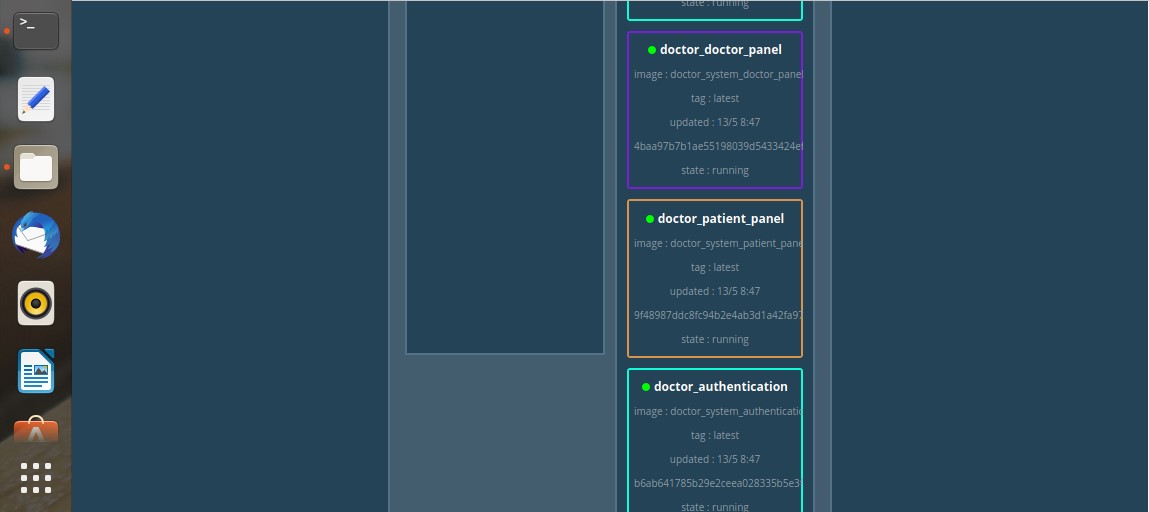 state : running
doctor_doctor_panel
image : doctor_system_doctor_panel
tag : latest
updated : 13/5 8:47
4baa97b7b1ae55198039d5433424ef
state : running
doctor_patient_panel
image : doctor_system_patient_pane
tag : latest
updated : 13/5 8:47
9f48987ddc8fc94b2e4ab3d1a42fa97
state : running
doctor_authentication
image : doctor_system_authenticatio
tag : latest
updated : 13/5 8:47
b6ab641785b29e2ceea028335b5e3
state : running